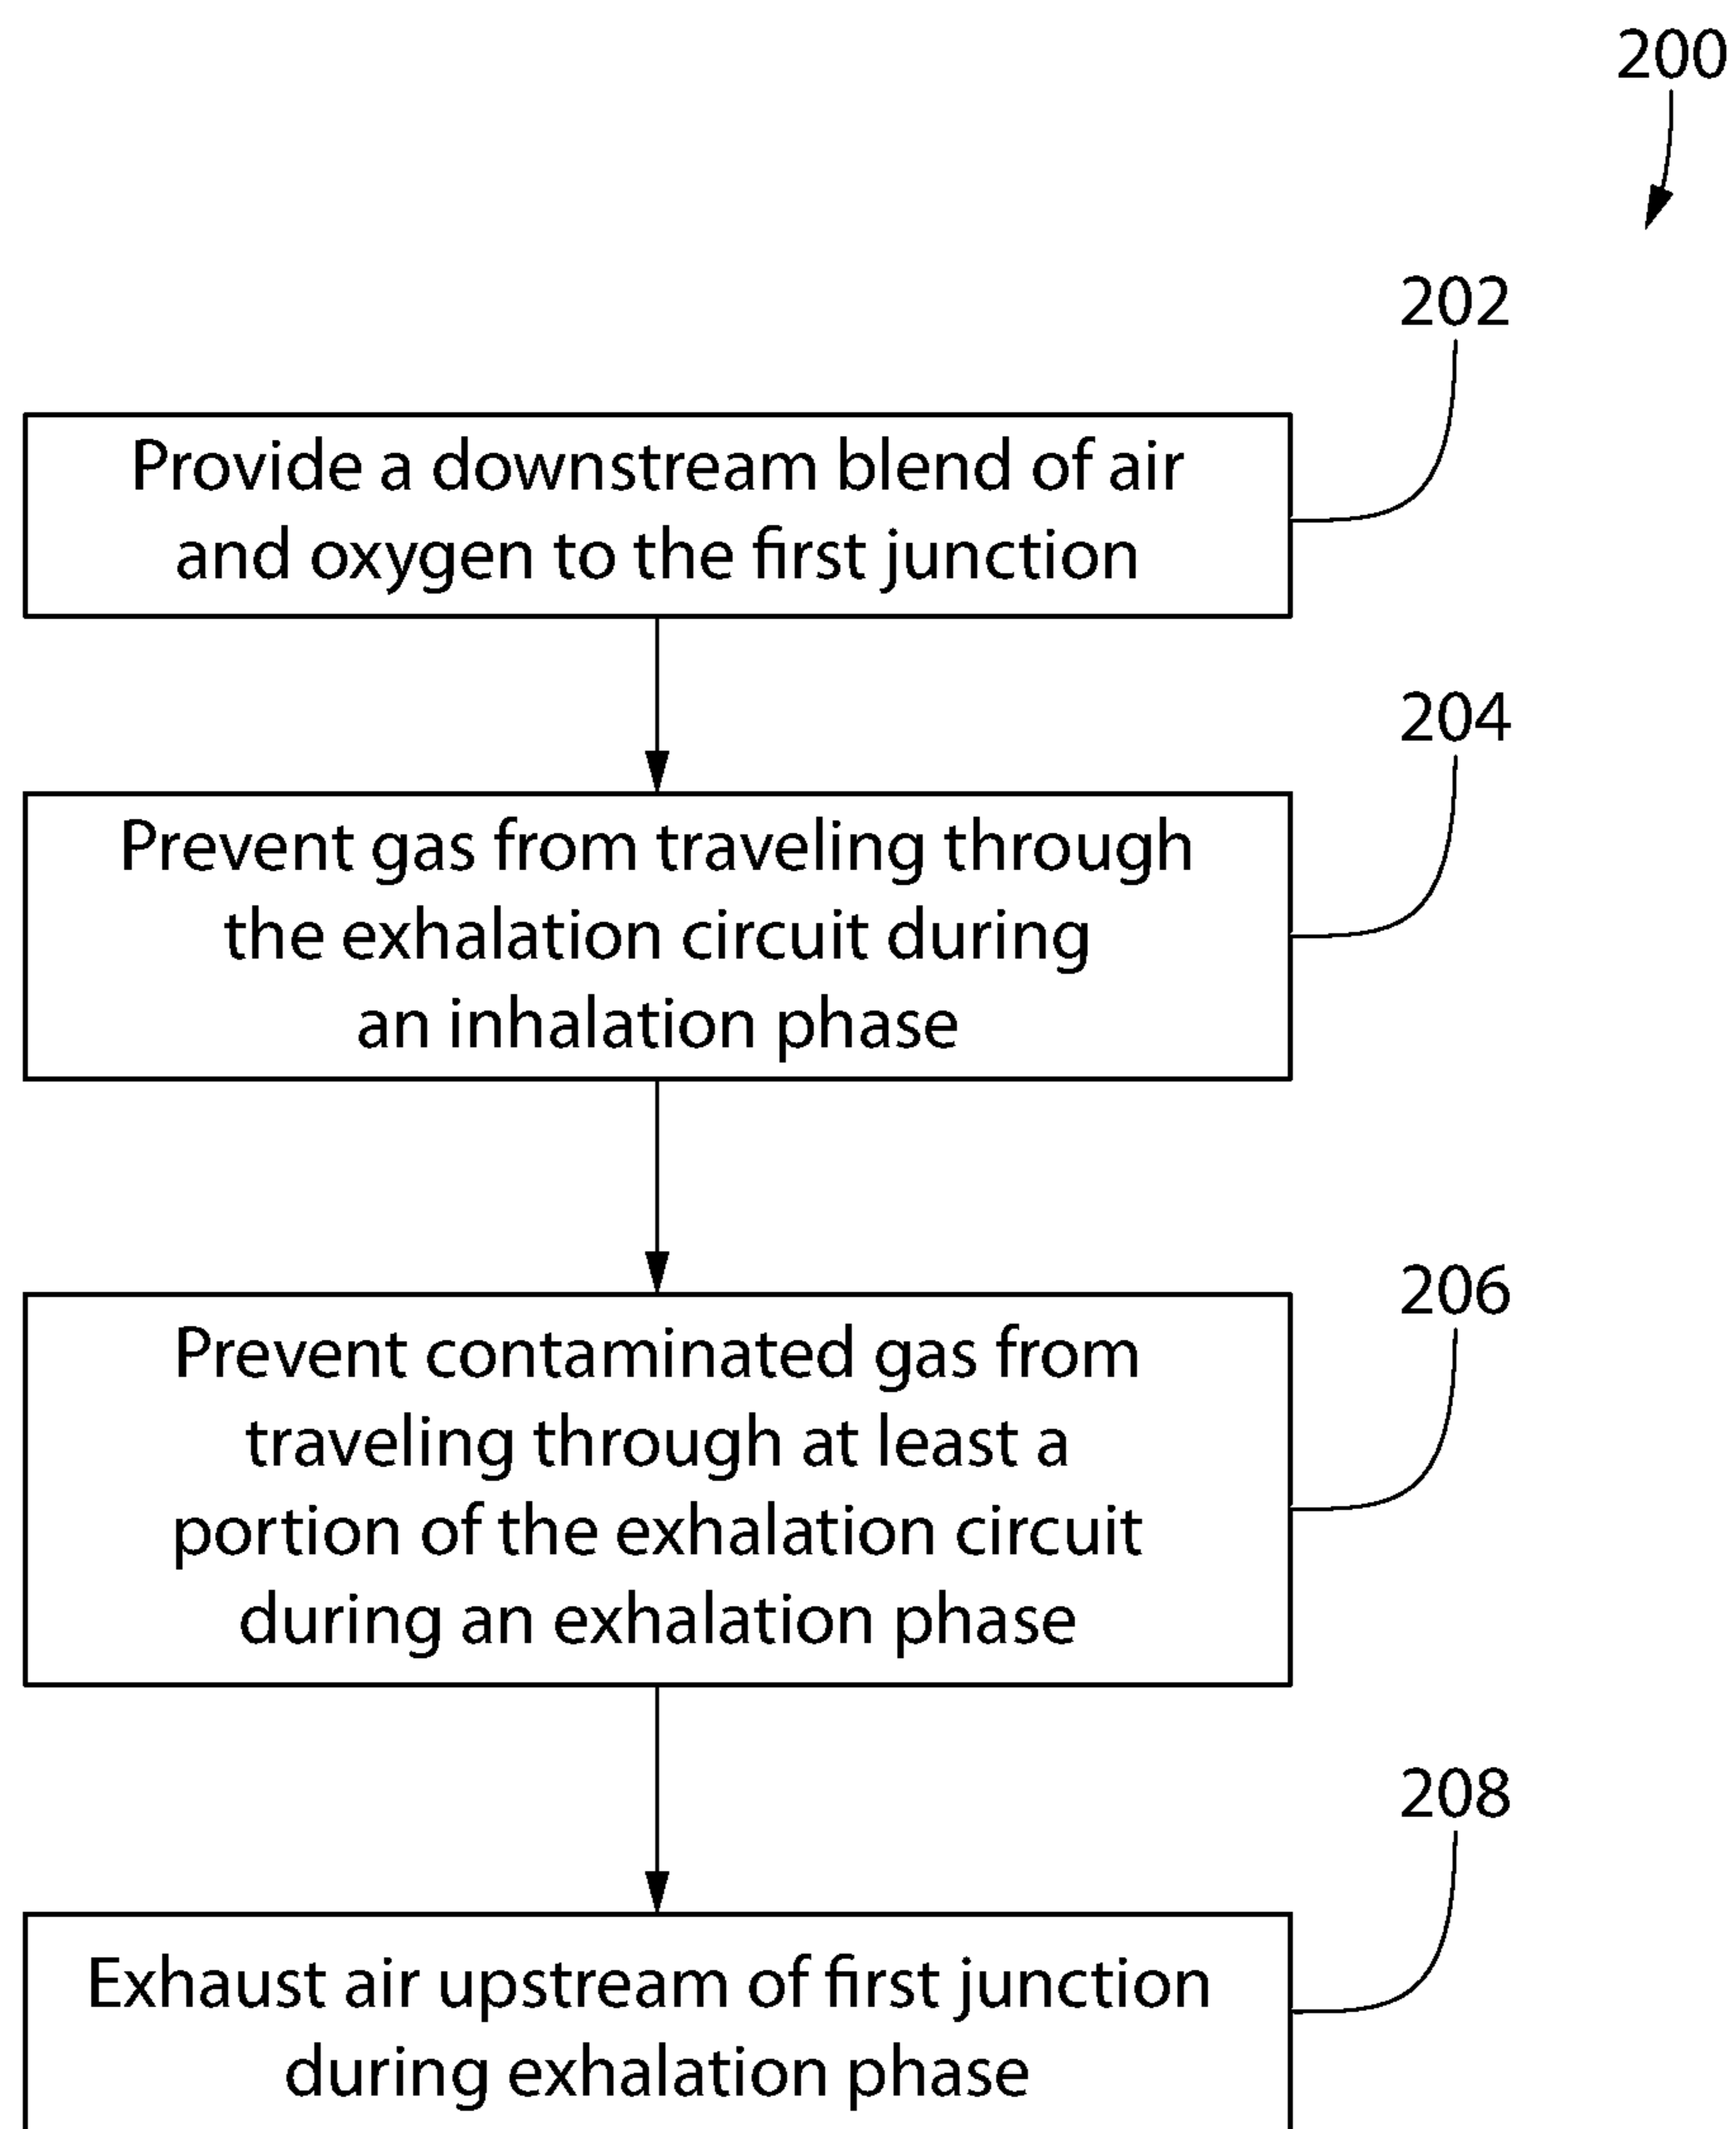 200
202
Provide a downstream blend of air
and oxygen to the first junction
204
Prevent gas from traveling through
the exhalation circuit during
an inhalation phase
206
Prevent contaminated gas from
traveling through at least a
portion of the exhalation circuit
during an exhalation phase
208
Exhaust air upstream of first junction
during exhalation phase